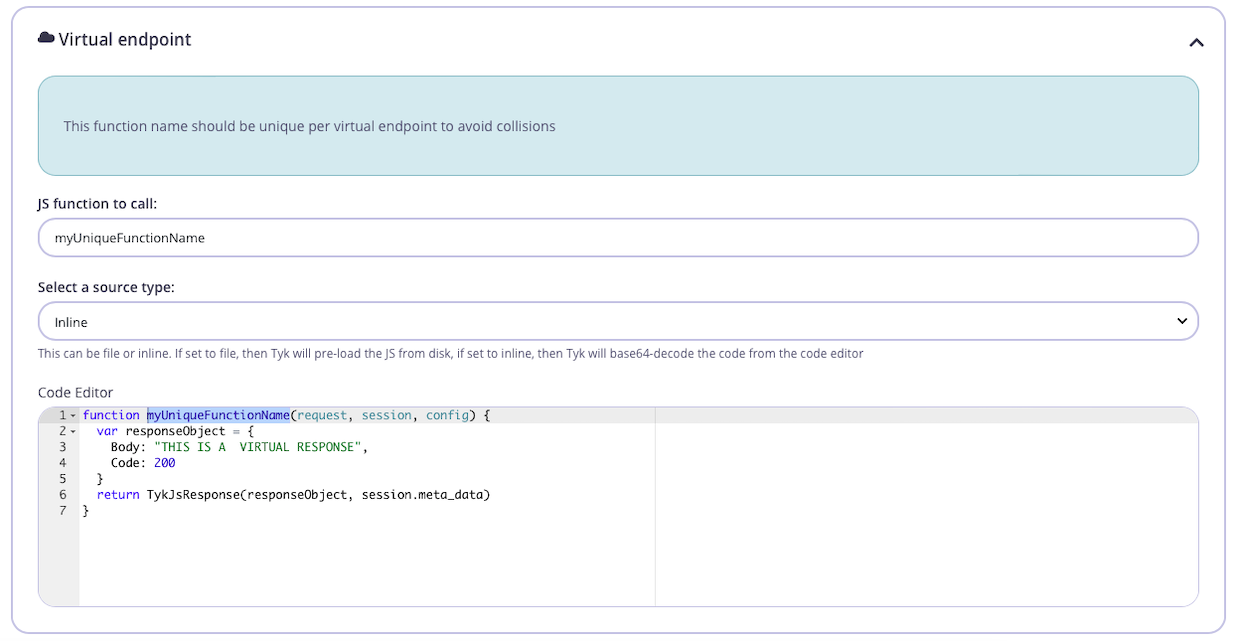 Virtual endpoint
This function name should be unique per virtual endpoint to avoid collisions
JS function to call:
myUniqueFunctionName
Select a source type:
Inline
This can be file or inline. If set to file, then Tyk will pre-load the JS from disk, if set to inline, then Tyk will base64-decode the code from the code editor
Code Editor
1 function myUniqueFunctionName(request, session, config) {
2   var responseObject = {
3     Body: "THIS IS A  VIRTUAL RESPONSE",
4     Code: 200
5   }
6   return TykJsResponse(responseObject, session.meta_data)
7 }